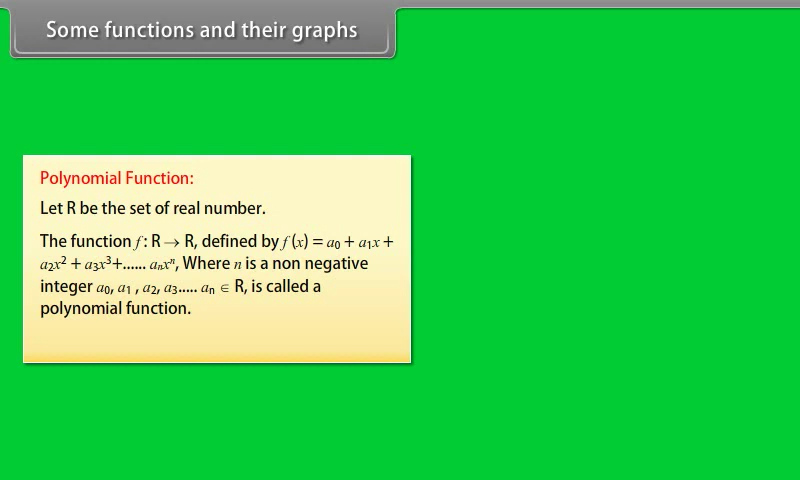 Some functions and their graphs
Polynomial Function:
Let R be the set of real number.
The function f : R → R, defined by f (x) = a₀ + a₁x +
a₂x² + a₃x³+...... aₙxⁿ, Where n is a non negative
integer a₀, a₁ , a₂, a₃..... aₙ ∈ R, is called a
polynomial function.